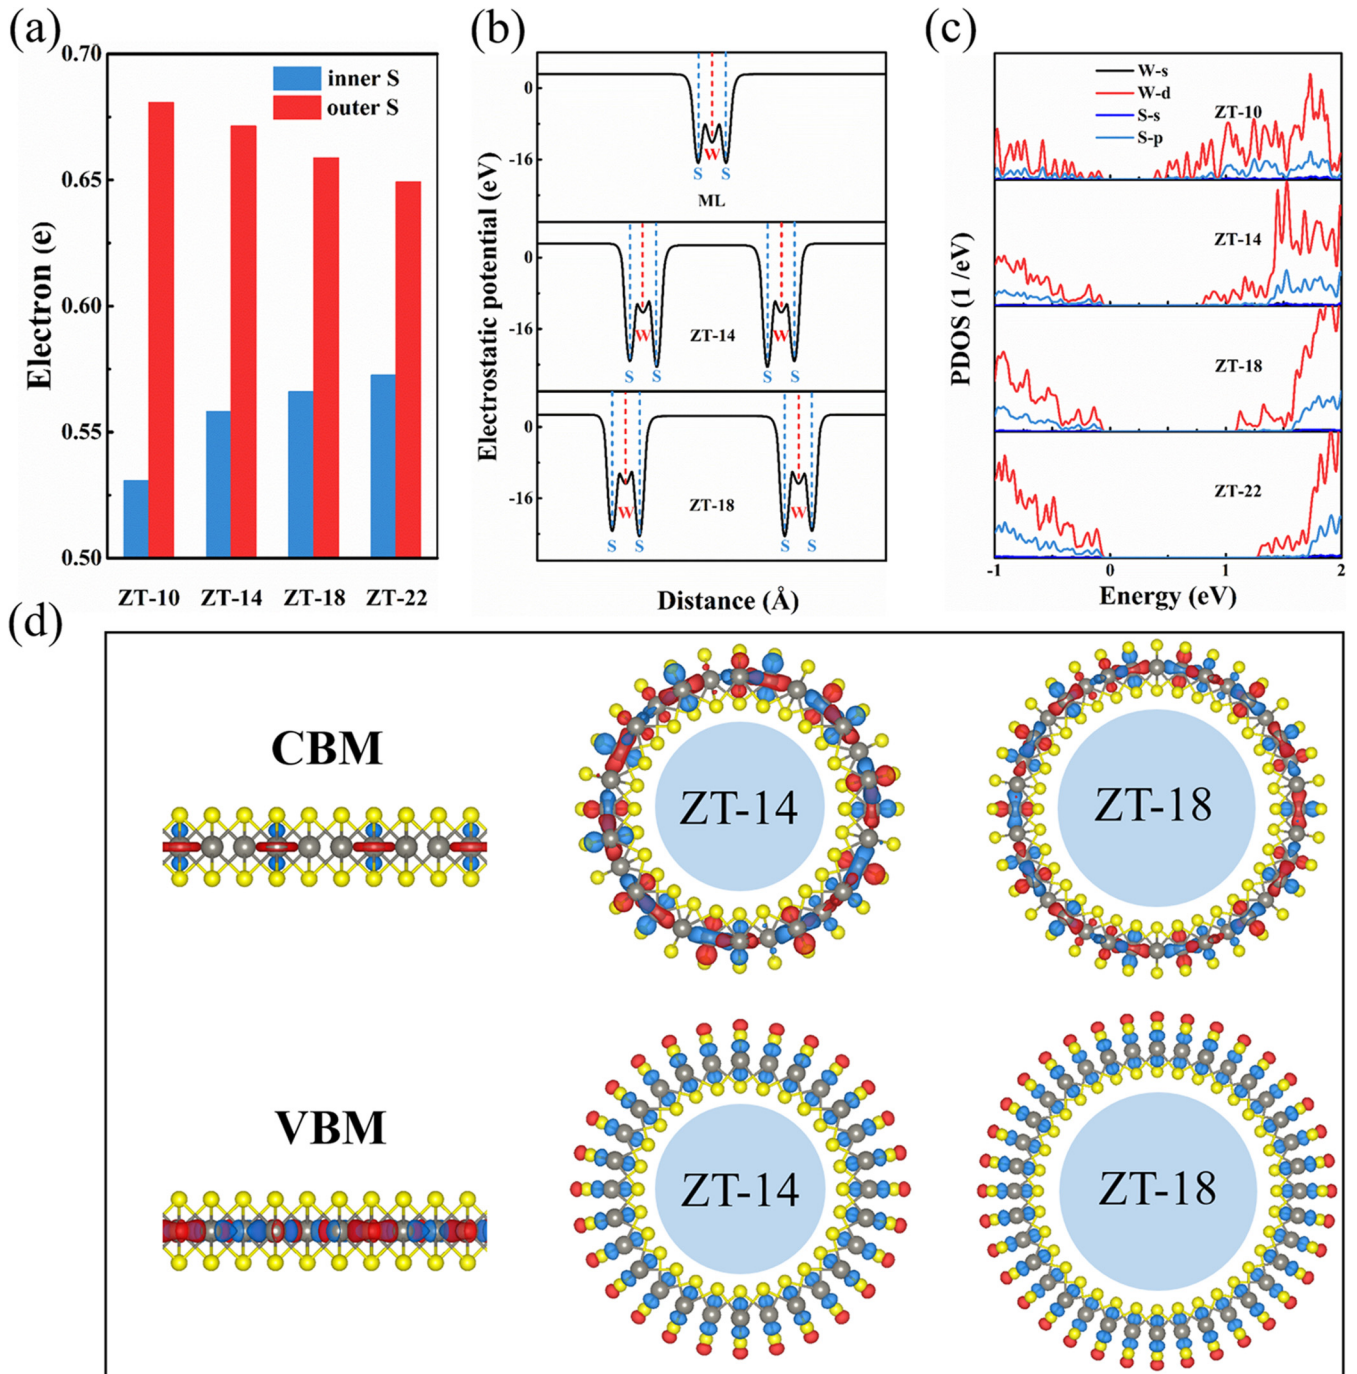 (a)
0.70
0.65
0.60
0.55
0.50
Electron (e)
inner S
outer S
ZT-10 ZT-14 ZT-18 ZT-22
(b)
Electrostatic potential (eV)
0
-16
W
S S
ML
0
-16
W W
ZT-14
S S S S
0
-16
W W
ZT-18
S S S S
Distance (Å)
(c)
PDOS (1 /eV)
W-s
W-d
S-s
S-p
ZT-10
ZT-14
ZT-18
ZT-22
-1 0 1 2
Energy (eV)
(d)
CBM
ZT-14
ZT-18
VBM
ZT-14
ZT-18